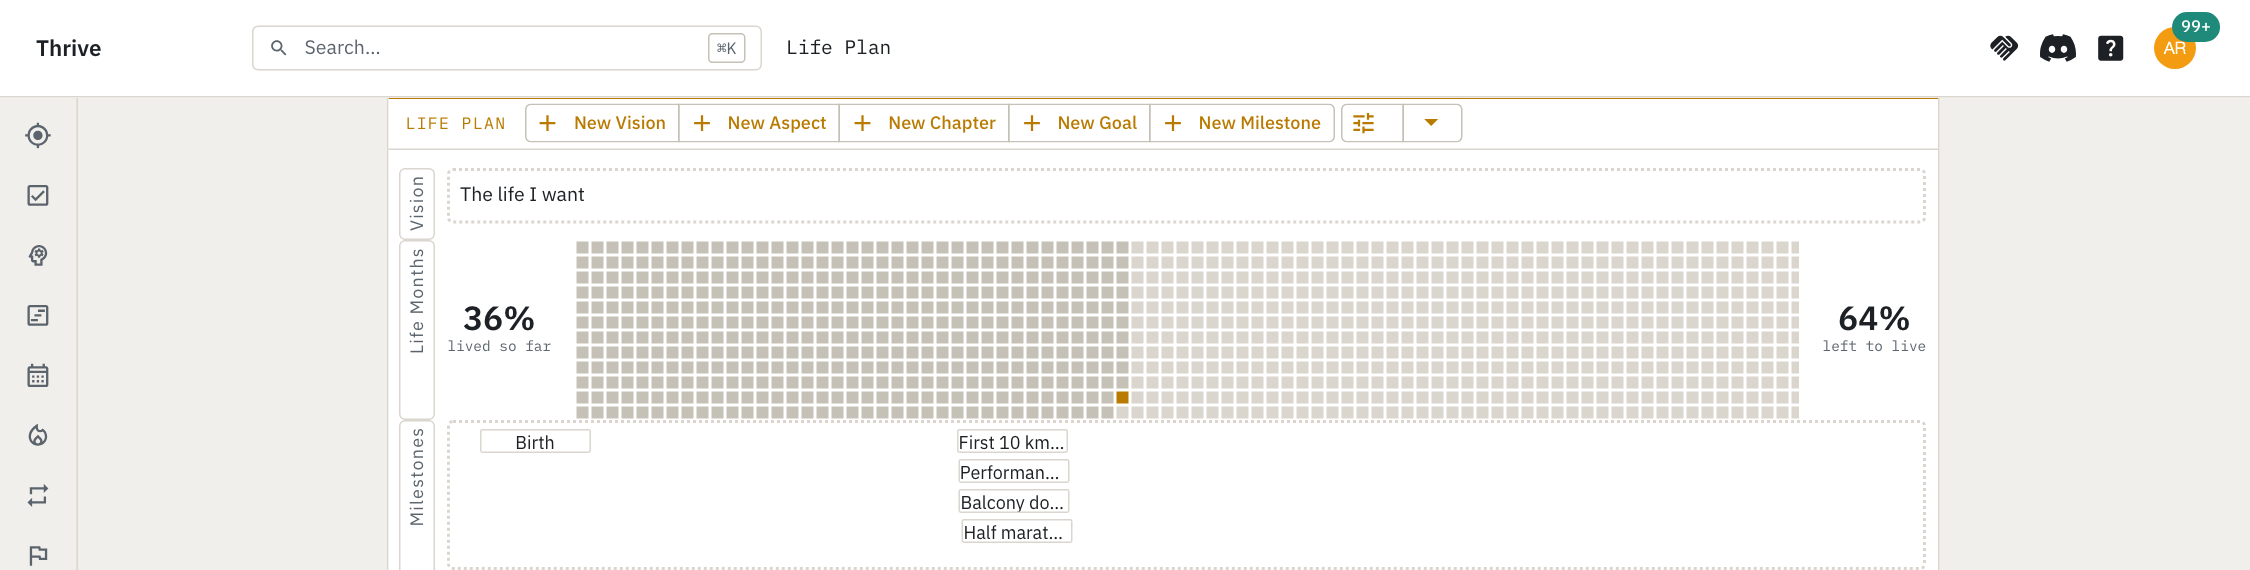 Thrive
Search...
⌘K
Life Plan
99+
AR
LIFE PLAN
New Vision
New Aspect
New Chapter
New Goal
New Milestone
Vision
The life I want
Life Months
36%
lived so far
64%
left to live
Milestones
Birth
First 10 km...
Performan...
Balcony do...
Half marat...